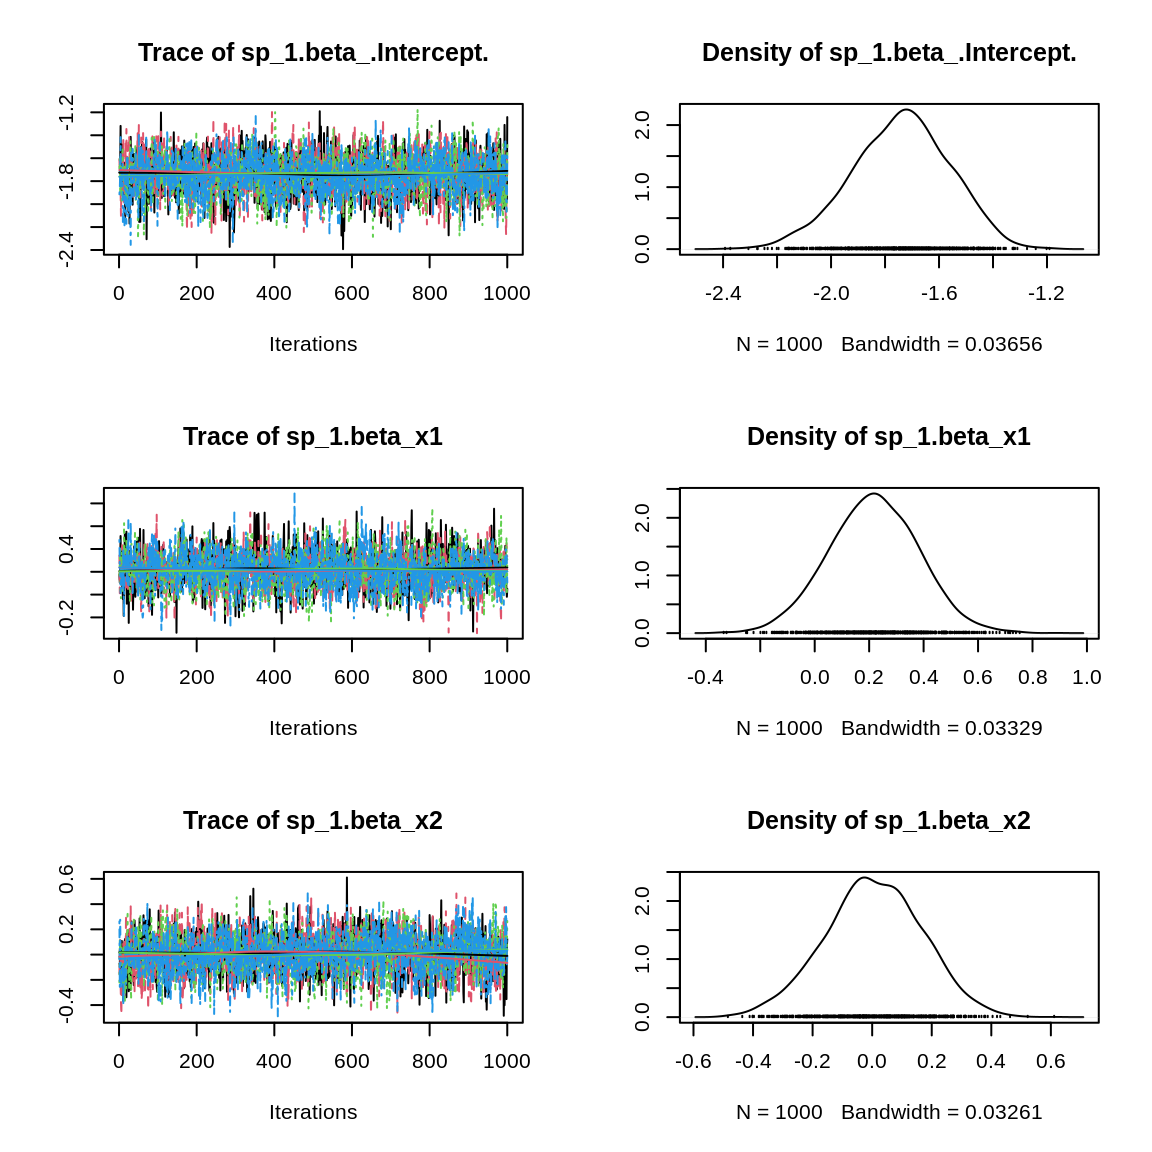 Trace of sp_1.beta_.Intercept.
-1.2
-1.8
-2.4
0 200 400 600 800 1000
Iterations
Density of sp_1.beta_.Intercept.
2.0
1.0
0.0
-2.4 -2.0 -1.6 -1.2
N = 1000 Bandwidth = 0.03656
Trace of sp_1.beta_x1
0.4
-0.2
0 200 400 600 800 1000
Iterations
Density of sp_1.beta_x1
2.0
1.0
0.0
-0.4 0.0 0.2 0.4 0.6 0.8 1.0
N = 1000 Bandwidth = 0.03329
Trace of sp_1.beta_x2
0.6
0.2
-0.4
0 200 400 600 800 1000
Iterations
Density of sp_1.beta_x2
2.0
1.0
0.0
-0.6 -0.4 -0.2 0.0 0.2 0.4 0.6
N = 1000 Bandwidth = 0.03261